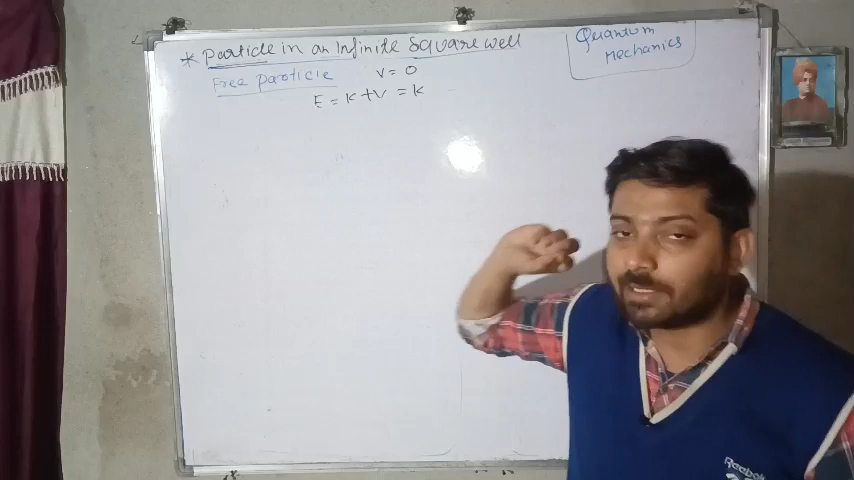 * Particle in an Infinite Square well
Quantum
Mechanics
Free particle V = 0
E = K + V = K
Reebok